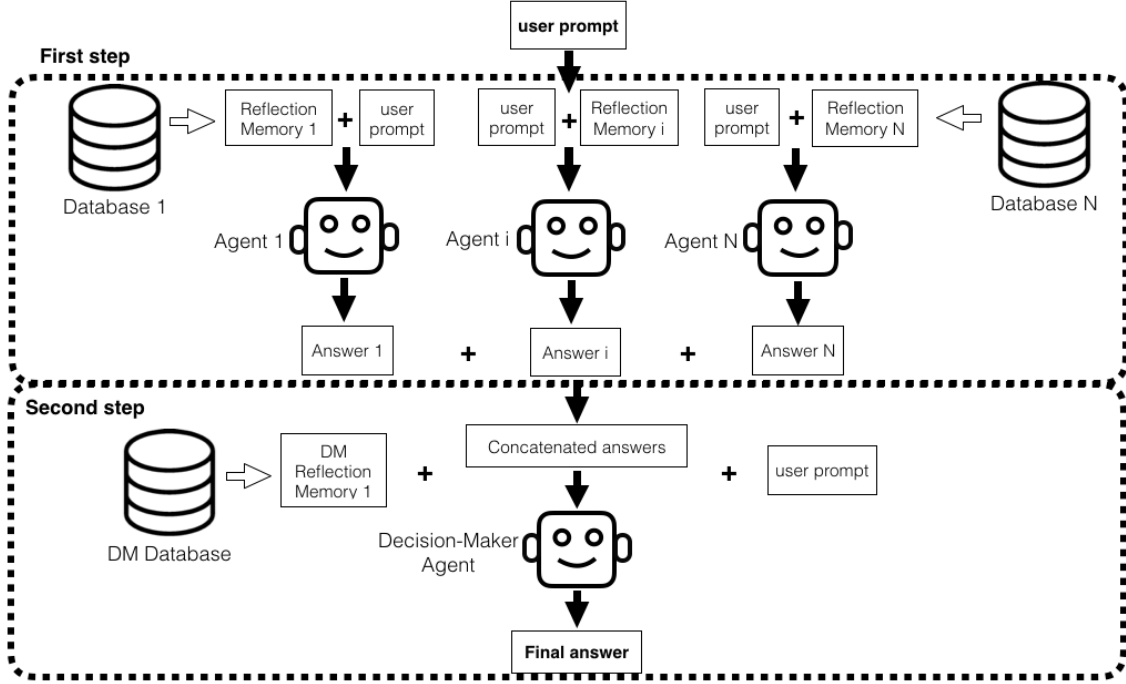 user prompt
First step
Reflection
Memory 1
+
user
prompt
user
prompt
+
Reflection
Memory i
user
prompt
+
Reflection
Memory N
Database 1
Database N
Agent 1
Agent i
Agent N
Answer 1
+
Answer i
+
Answer N
Second step
DM
Reflection
Memory 1
+
Concatenated answers
+
user prompt
DM Database
Decision-Maker
Agent
Final answer